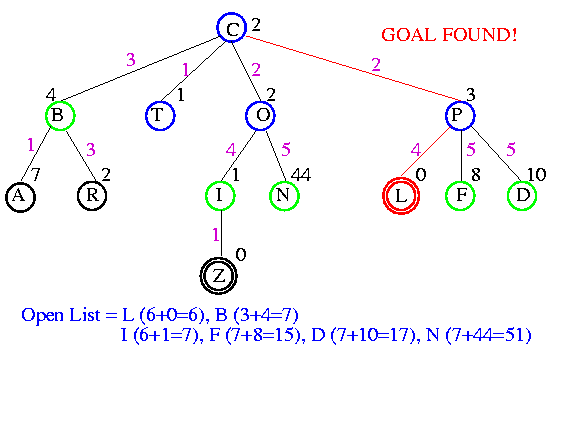 C 2
GOAL FOUND!
3 1 2 2
4 1 2 3
B T O P
1 3 4 5 4 5 5
7 2 1 44 0 8 10
A R I N L F D
1
0
Z
Open List = L (6+0=6), B (3+4=7)
I (6+1=7), F (7+8=15), D (7+10=17), N (7+44=51)